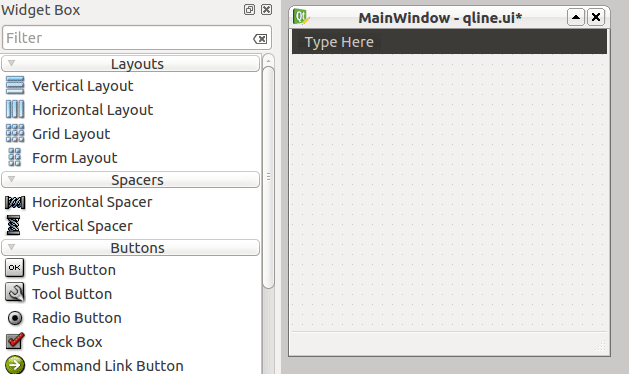 Widget Box
Filter
Layouts
Vertical Layout
Horizontal Layout
Grid Layout
Form Layout
Spacers
Horizontal Spacer
Vertical Spacer
Buttons
OK
Push Button
Tool Button
Radio Button
Check Box
Command Link Button
Qt
MainWindow - qline.ui*
Type Here